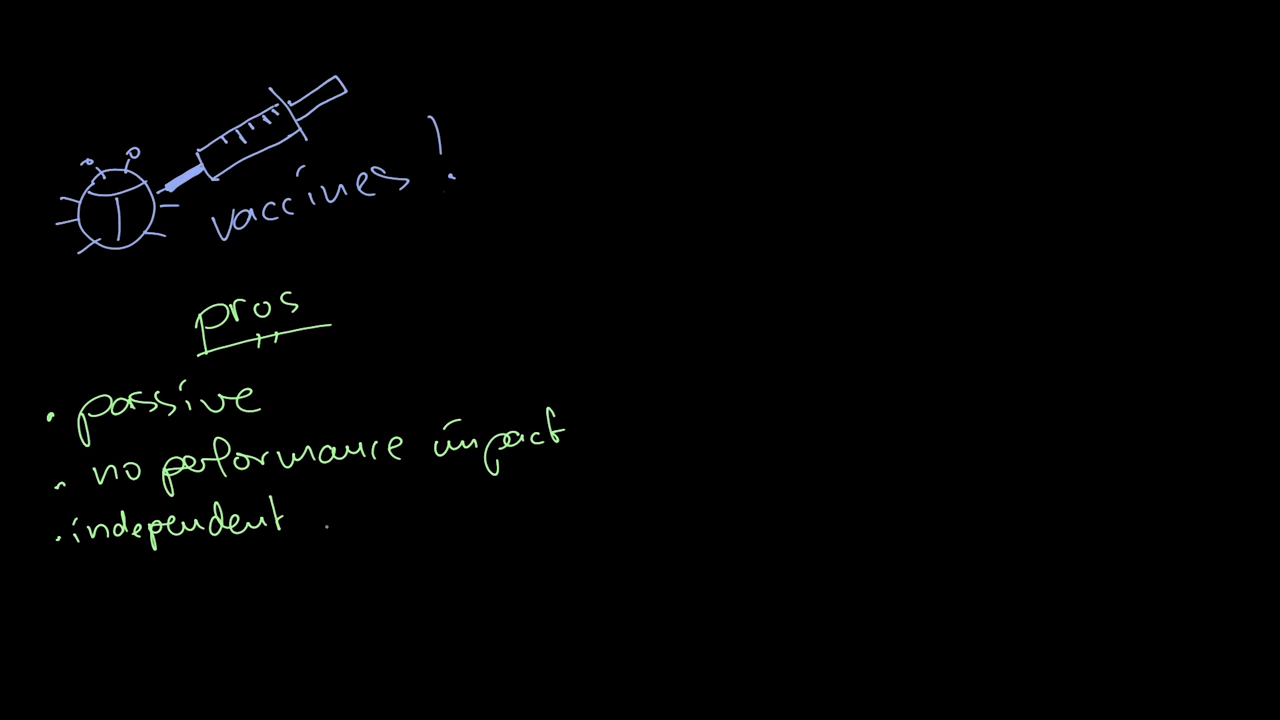 vaccines!
pros
• passive
• no performance impact
• independent